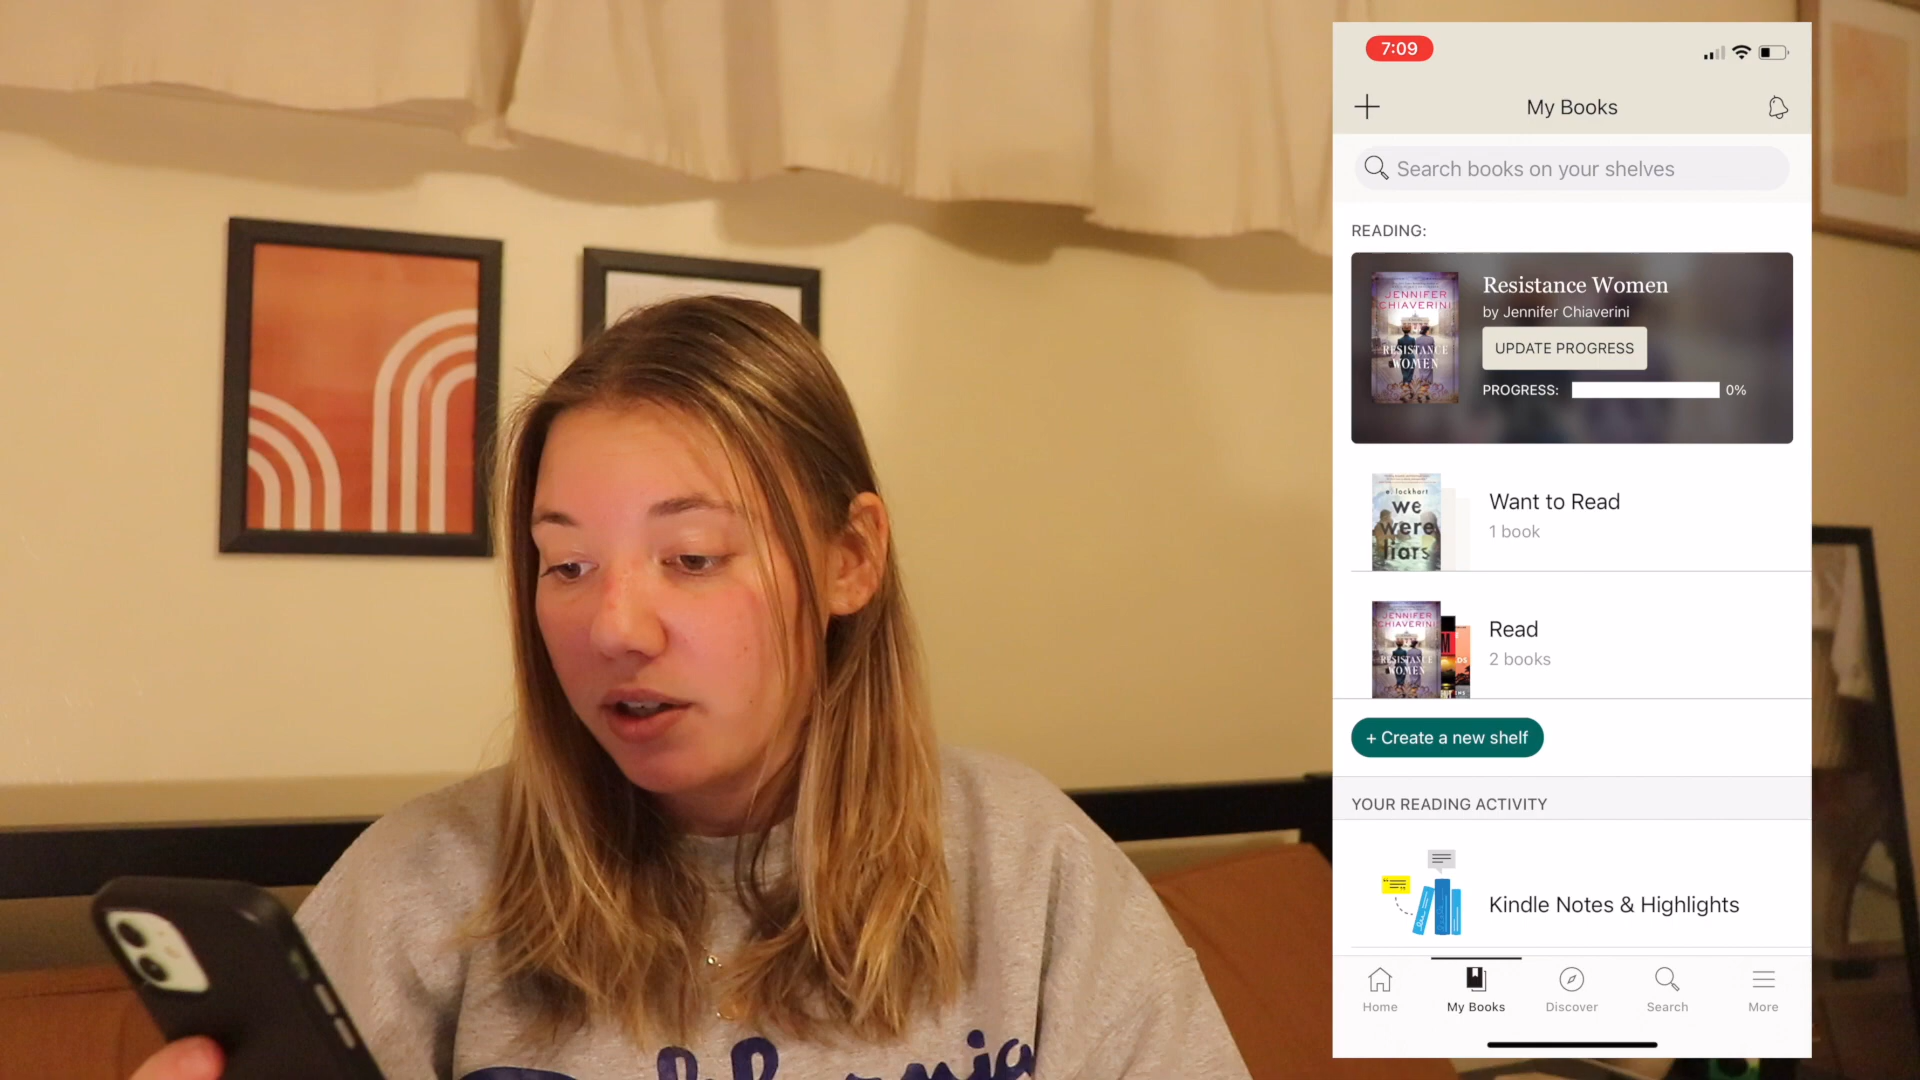 7:09
My Books
Search books on your shelves
READING:
JENNIFER
CHIAVERINI
RESISTANCE
WOMEN
Resistance Women
by Jennifer Chiaverini
UPDATE PROGRESS
PROGRESS: 0%
e. lockhart
we
were
liars
Want to Read
1 book
JENNIFER
CHIAVERINI
RESISTANCE
WOMEN
Read
2 books
+ Create a new shelf
YOUR READING ACTIVITY
Kindle Notes & Highlights
Home
My Books
Discover
Search
More
California